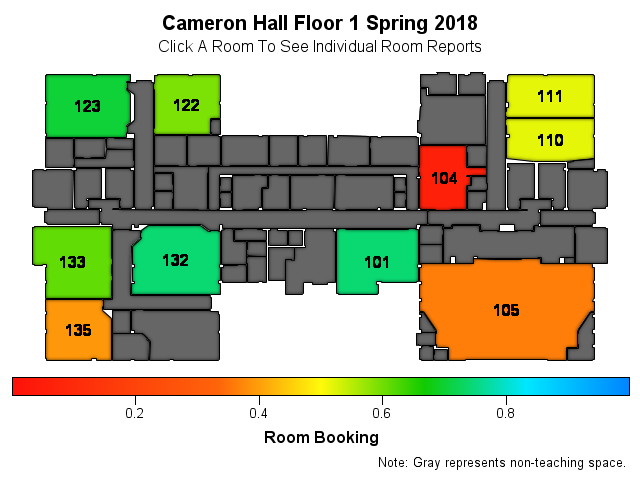 Cameron Hall Floor 1 Spring 2018
Click A Room To See Individual Room Reports
123
122
111
110
104
133
132
101
135
105
0.2 0.4 0.6 0.8
Room Booking
Note: Gray represents non-teaching space.